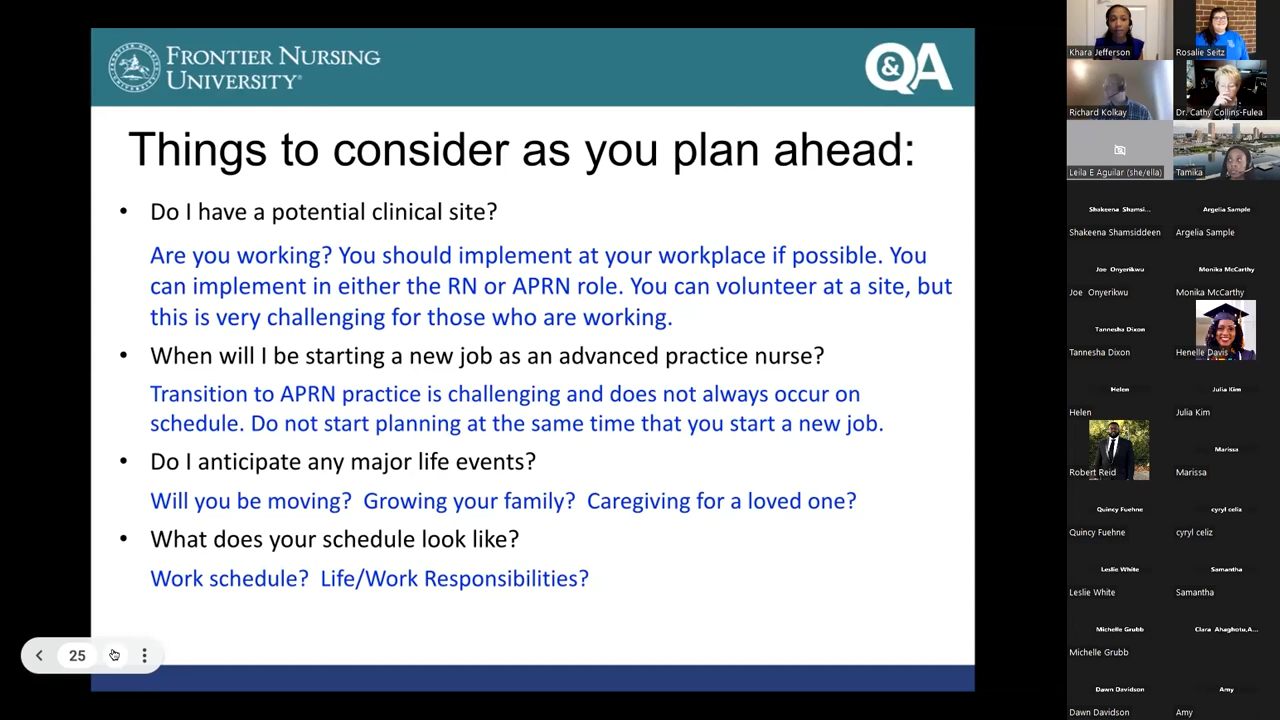 FRONTIER NURSING
UNIVERSITY®
Q&A
Things to consider as you plan ahead:
• Do I have a potential clinical site?
Are you working? You should implement at your workplace if possible. You
can implement in either the RN or APRN role. You can volunteer at a site, but
this is very challenging for those who are working.
• When will I be starting a new job as an advanced practice nurse?
Transition to APRN practice is challenging and does not always occur on
schedule. Do not start planning at the same time that you start a new job.
• Do I anticipate any major life events?
Will you be moving? Growing your family? Caregiving for a loved one?
• What does your schedule look like?
Work schedule? Life/Work Responsibilities?
25
Khara Jefferson
Rosalie Seitz
Richard Kolkay
Dr. Cathy Collins-Fulea
Leila E Aguilar (she/ella)
Tamika
Shakeena Shamsi...
Argelia Sample
Shakeena Shamsiddeen
Argelia Sample
Joe Onyerikwu
Monika McCarthy
Joe Onyerikwu
Monika McCarthy
Tannesha Dixon
Tannesha Dixon
Henelle Davis
Helen
Julia Kim
Helen
Julia Kim
Marissa
Robert Reid
Marissa
Quincy Fuehne
cyryl celiz
Quincy Fuehne
cyryl celiz
Leslie White
Samantha
Leslie White
Samantha
Michelle Grubb
Clara Ahaghotu,A...
Michelle Grubb
Dawn Davidson
Amy
Dawn Davidson
Amy